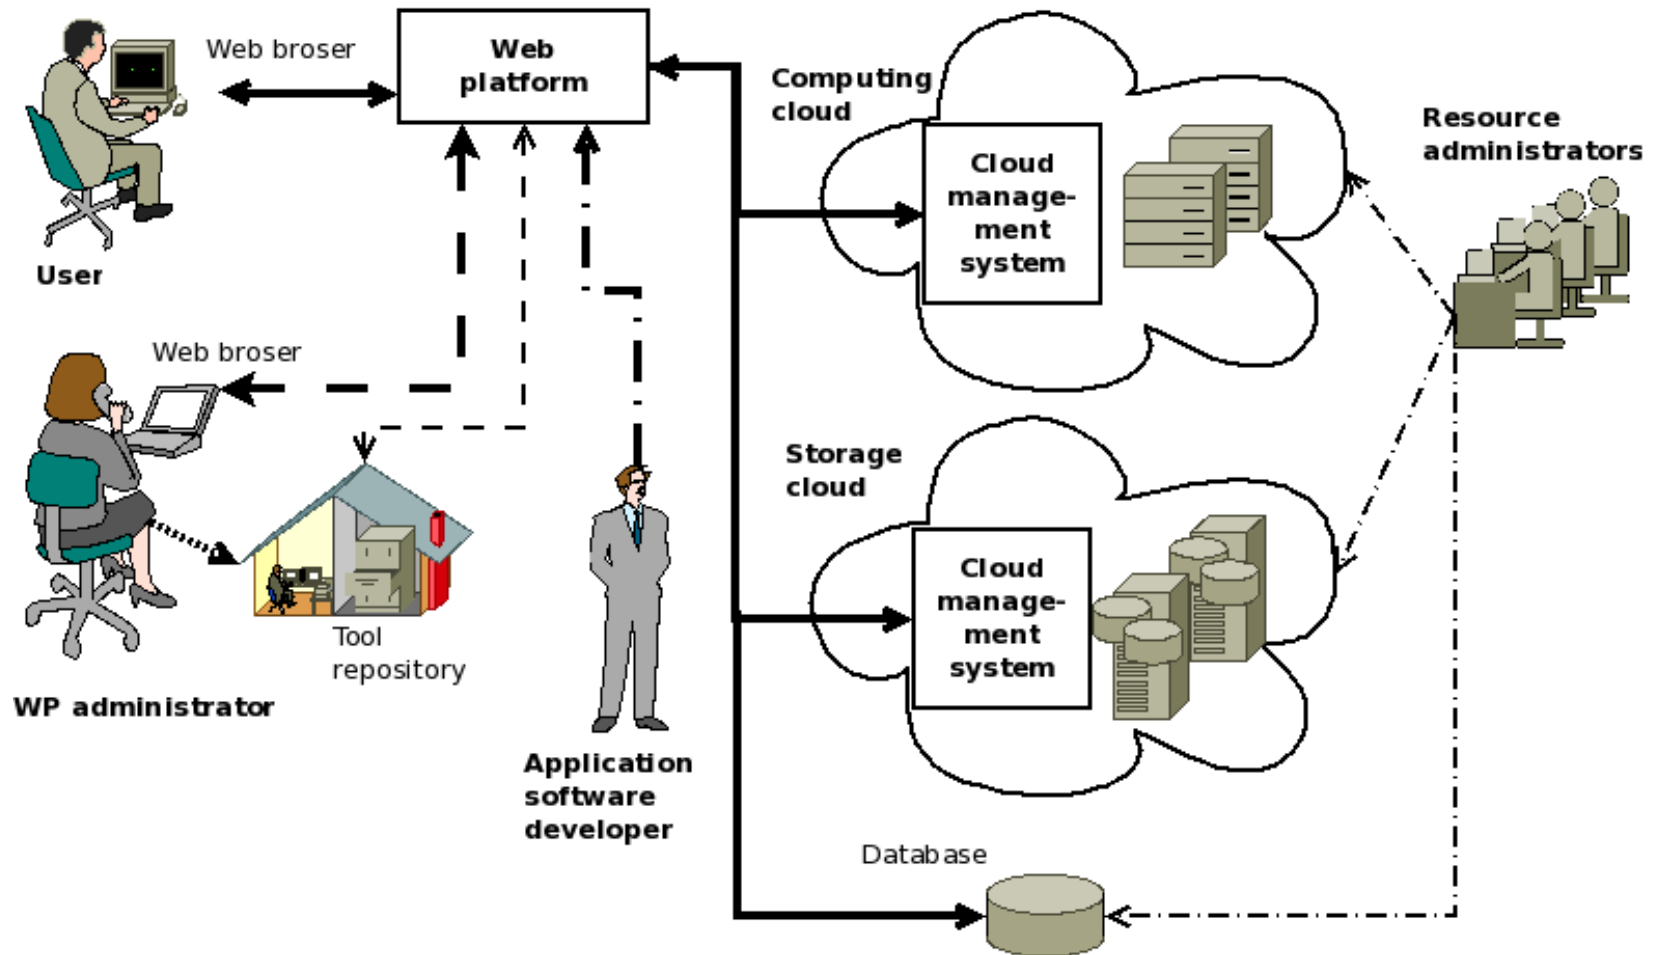 Web broser
Web
platform
Computing
cloud
Resource
administrators
Cloud
manage-
ment
system
User
Web broser
Storage
cloud
Cloud
manage-
ment
system
Tool
repository
WP administrator
Application
software
developer
Database